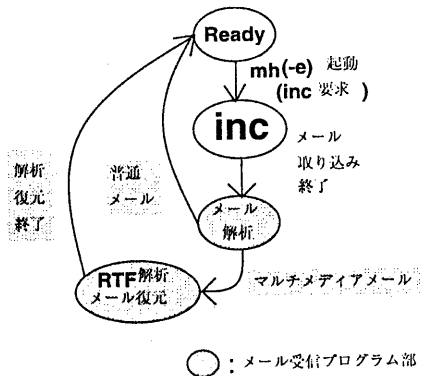 Ready
mh(-e) 起動
(inc 要求 )
inc
メール
取り込み
終了
解析
復元
終了
普通
メール
メール
解析
RTF解析
メール復元
マルチメディアメール
: メール受信プログラム部